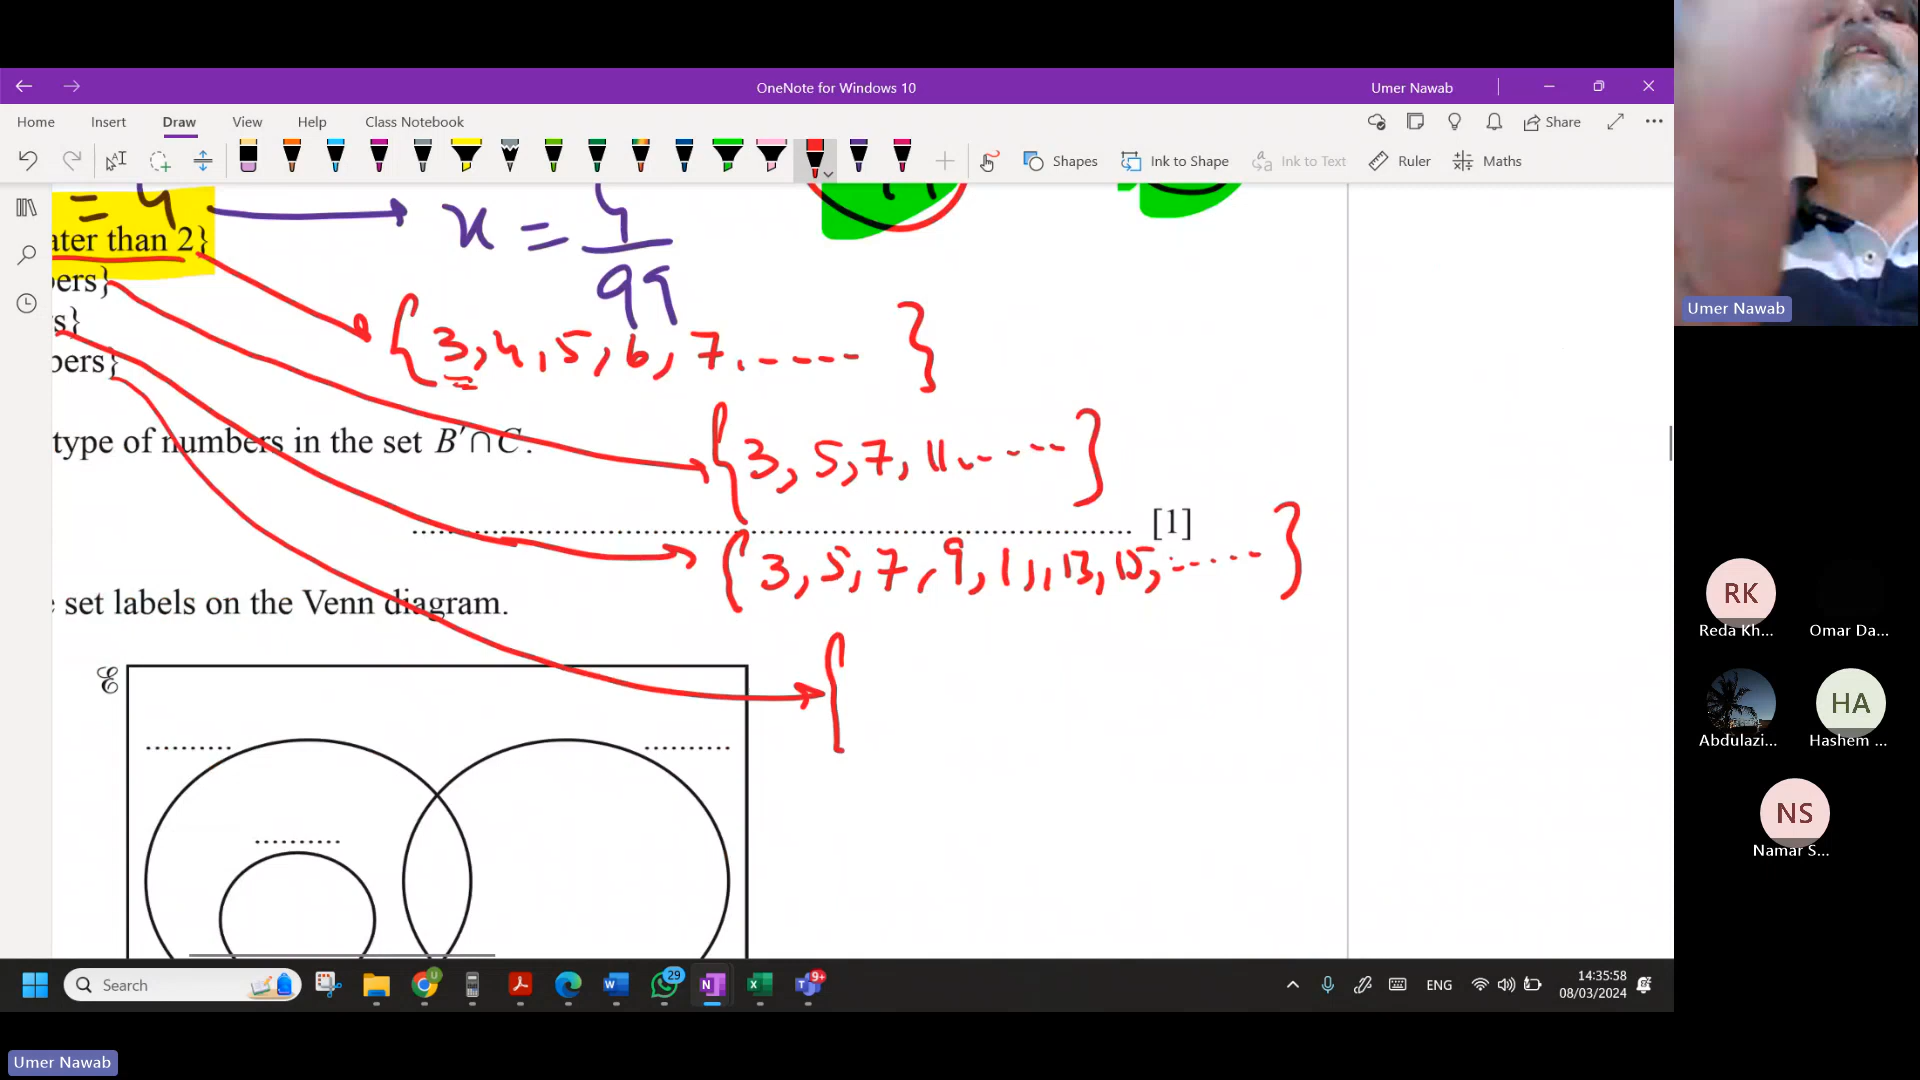 OneNote for Windows 10
Umer Nawab
Home Insert Draw View Help Class Notebook
Share
Shapes Ink to Shape Ink to Text Ruler Maths
= 4
x = 4/99
ater than 2}
bers}
s}
bers}
{3, 4, 5, 6, 7, ----- }
type of numbers in the set B′∩C.
{3, 5, 7, 11, ----- }
[1]
{3, 5, 7, 9, 11, 13, 15, ----- }
set labels on the Venn diagram.
{
ℰ
Search
29
9+
ENG
14:35:58
08/03/2024
Umer Nawab
RK
Reda Kh...
Omar Da...
Abdulazi...
HA
Hashem ...
NS
Namar S...
Umer Nawab